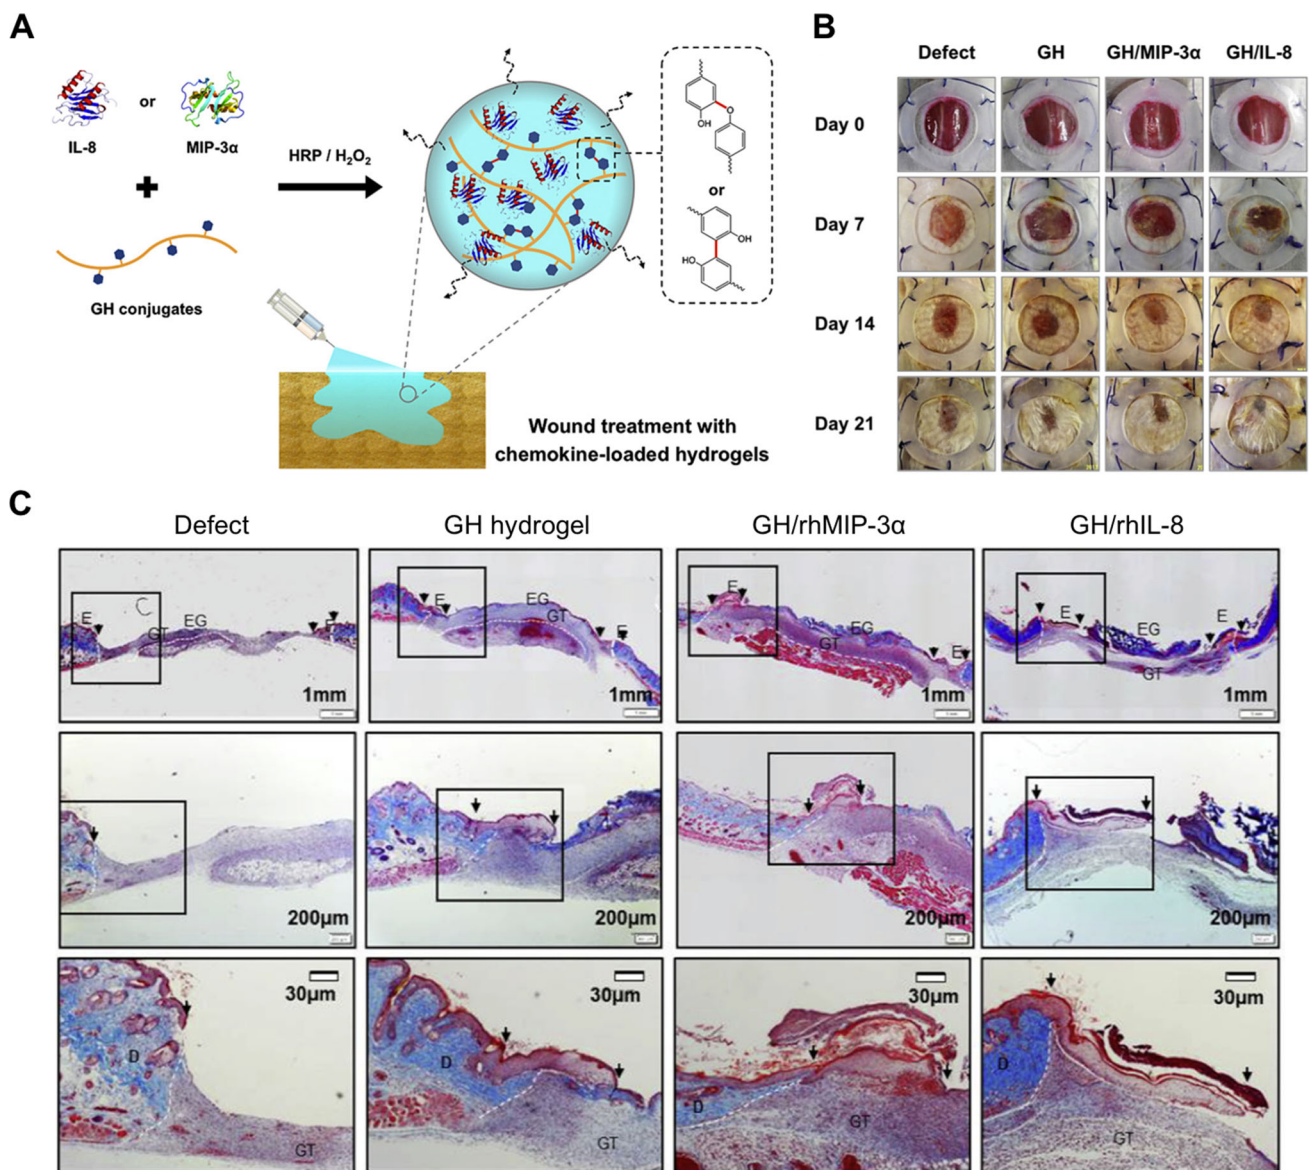 A
IL-8
or
MIP-3α
HRP / H₂O₂
GH conjugates
OH
O
or
OH
HO
Wound treatment with
chemokine-loaded hydrogels
B
Defect
GH
GH/MIP-3α
GH/IL-8
Day 0
Day 7
Day 14
Day 21
C
Defect
GH hydrogel
GH/rhMIP-3α
GH/rhIL-8
E
GT
EG
E
1mm
E
EG
GT
E
1mm
E
EG
GT
E
1mm
E
EG
E
GT
1mm
200μm
200μm
200μm
200μm
30μm
D
GT
30μm
D
GT
30μm
D
GT
30μm
D
GT